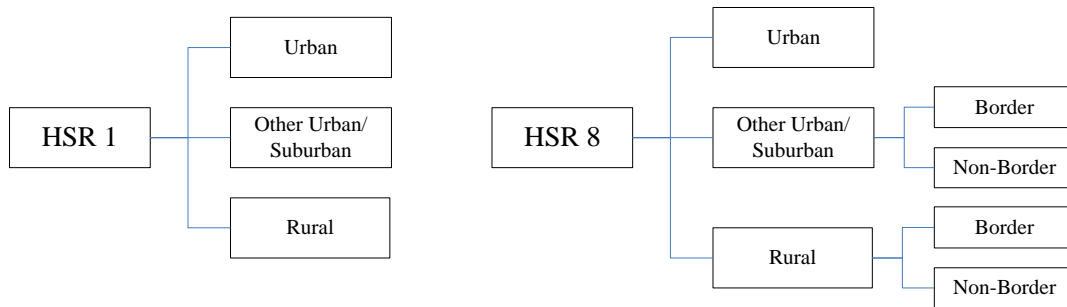 HSR 1
Urban
Other Urban/
Suburban
Rural
HSR 8
Urban
Other Urban/
Suburban
Border
Non-Border
Rural
Border
Non-Border